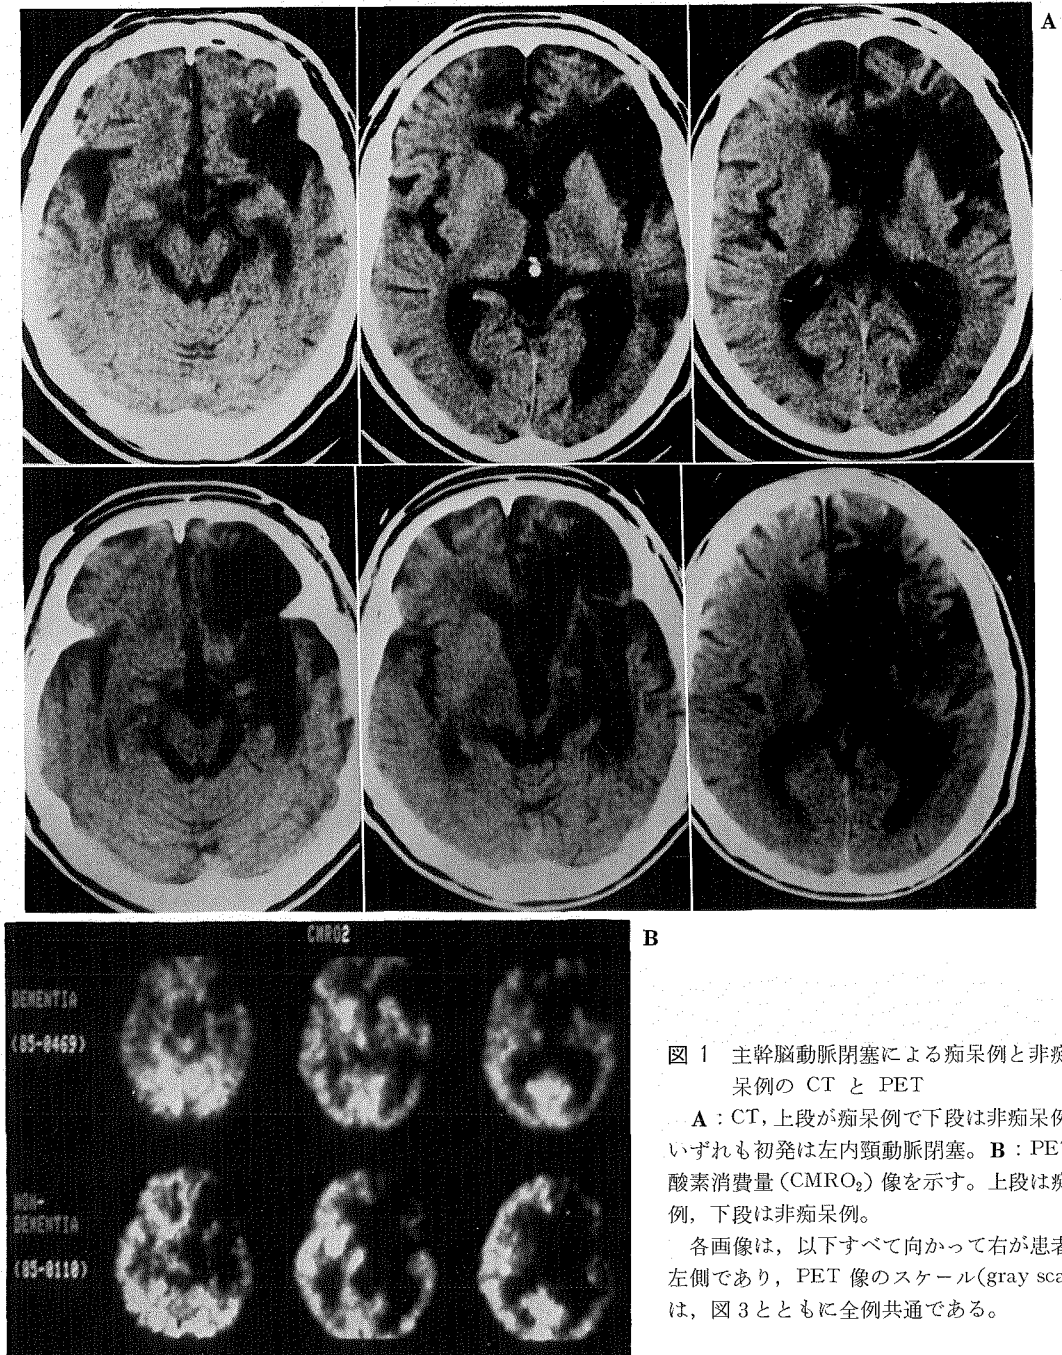 A
CMRO2
B
DEMENTIA
(85-0469)
NON-
DEMENTIA
(85-0110)
図 1 主幹脳動脈閉塞による痴呆例と非痴
呆例の CT と PET
A：CT, 上段が痴呆例で下段は非痴呆例
いずれも初発は左内頸動脈閉塞。B：PET
酸素消費量 (CMRO₂) 像を示す。上段は痴
例，下段は非痴呆例。
各画像は，以下すべて向かって右が患者
左側であり，PET 像のスケール(gray sca
は，図 3 とともに全例共通である。